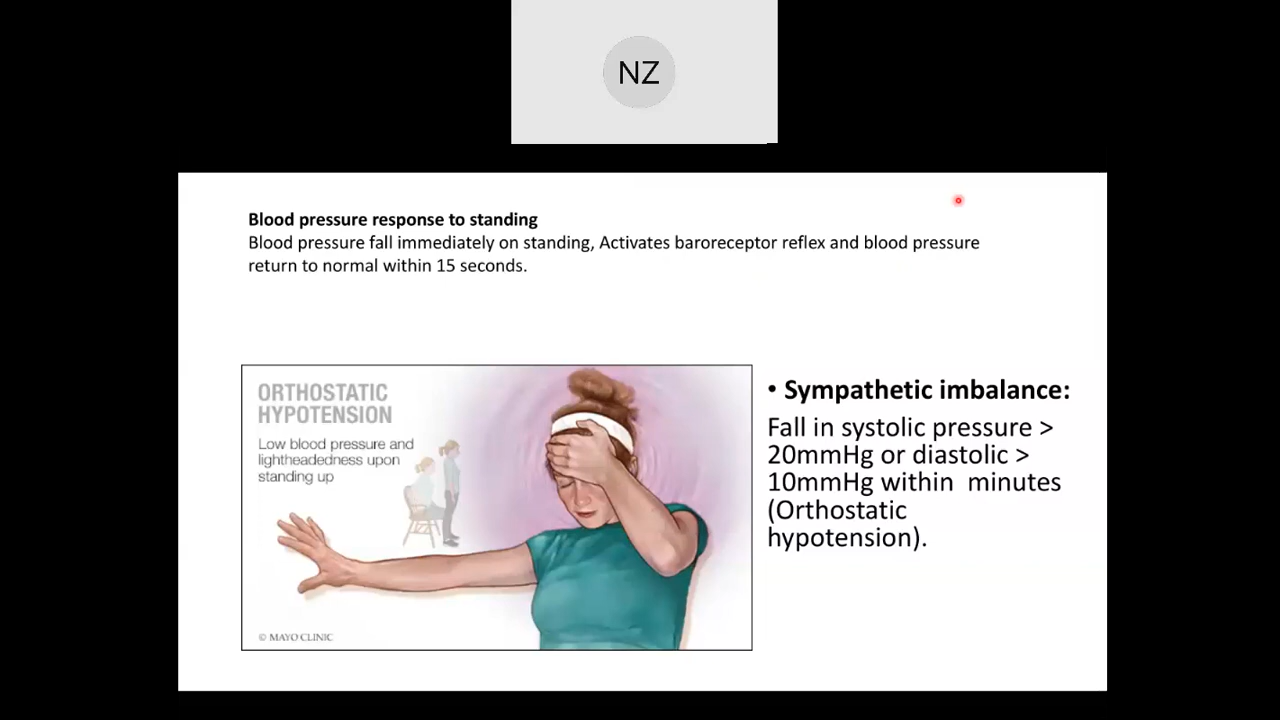 NZ
Blood pressure response to standing
Blood pressure fall immediately on standing, Activates baroreceptor reflex and blood pressure
return to normal within 15 seconds.
ORTHOSTATIC
HYPOTENSION
Low blood pressure and
lightheadedness upon
standing up
© MAYO CLINIC
• Sympathetic imbalance:
Fall in systolic pressure >
20mmHg or diastolic >
10mmHg within  minutes
(Orthostatic
hypotension).